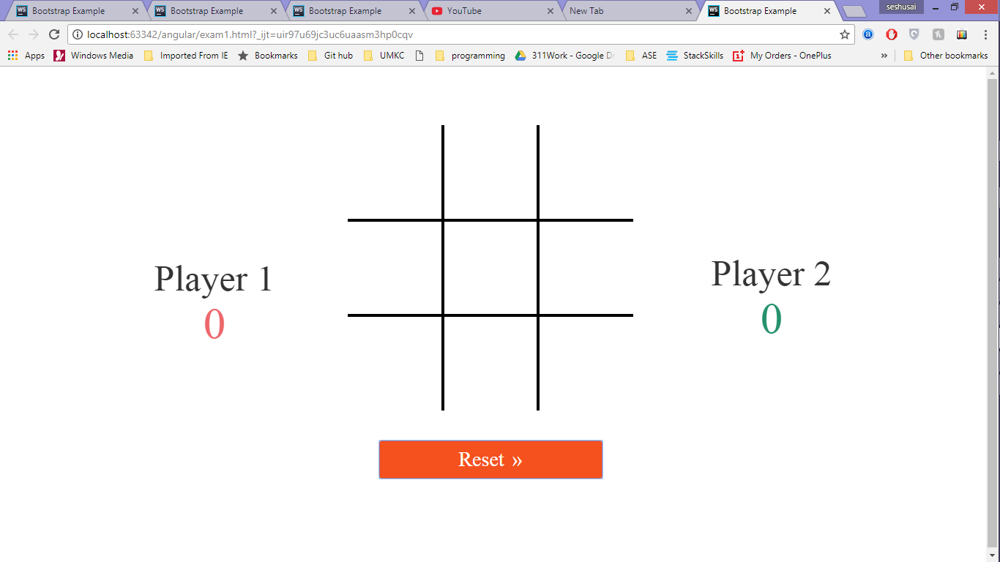 Bootstrap Example Bootstrap Example Bootstrap Example YouTube New Tab Bootstrap Example seshusai
localhost:63342/angular/exam1.html?_ijt=uir97u69jc3uc6uaasm3hp0cqv
Apps Windows Media Imported From IE Bookmarks Git hub UMKC programming 311Work - Google D ASE StackSkills My Orders - OnePlus » Other bookmarks
Player 1
0
Player 2
0
Reset »